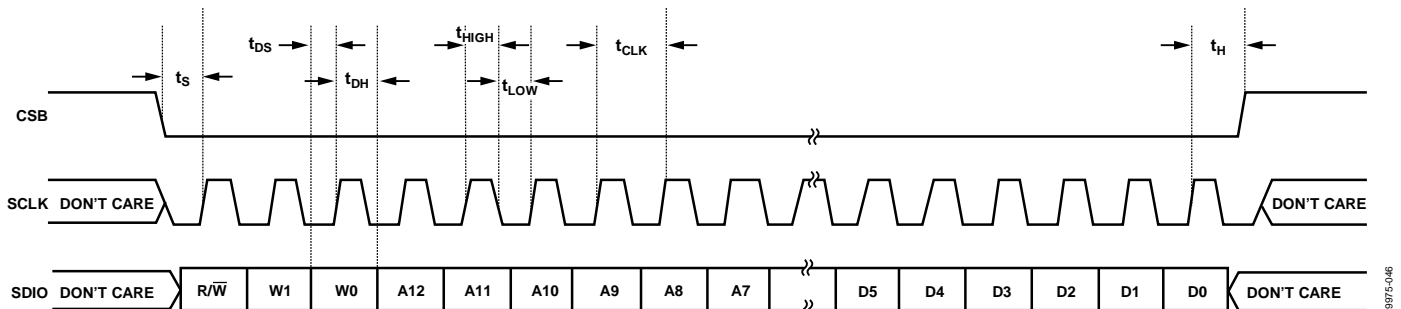 tDS
tHIGH
tCLK
tH
tS
tDH
tLOW
CSB
SCLK DON'T CARE DON'T CARE
SDIO DON'T CARE R/W̅ W1 W0 A12 A11 A10 A9 A8 A7 D5 D4 D3 D2 D1 D0 DON'T CARE
9975-046